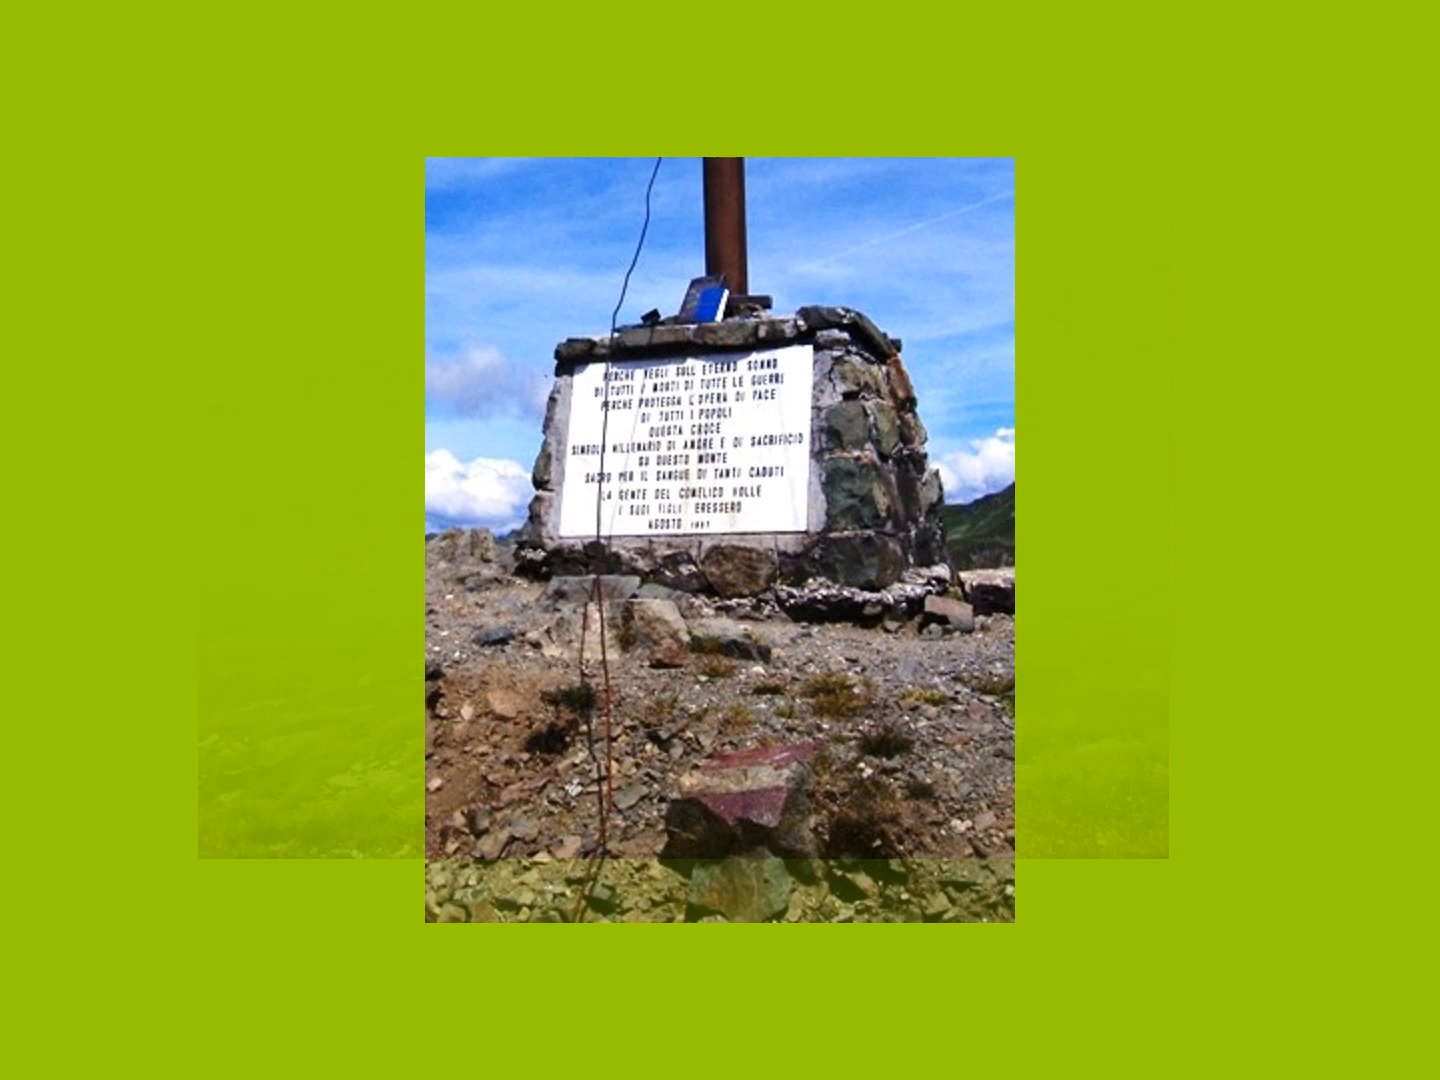 PERCHE VEGLI SULL'ETERNO SONNO
DI TUTTI I MORTI DI TUTTE LE GUERRE
PERCHE PROTEGGA L'OPERA DI PACE
DI TUTTI I POPOLI
QUESTA CROCE
SIMBOLO MILLENARIO DI AMORE E DI SACRIFICIO
SU QUESTO MONTE
SACRO PER IL SANGUE DI TANTI CADUTI
LA GENTE DEL COMELICO VOLLE
I SUOI FIGLI ERESSERO
AGOSTO